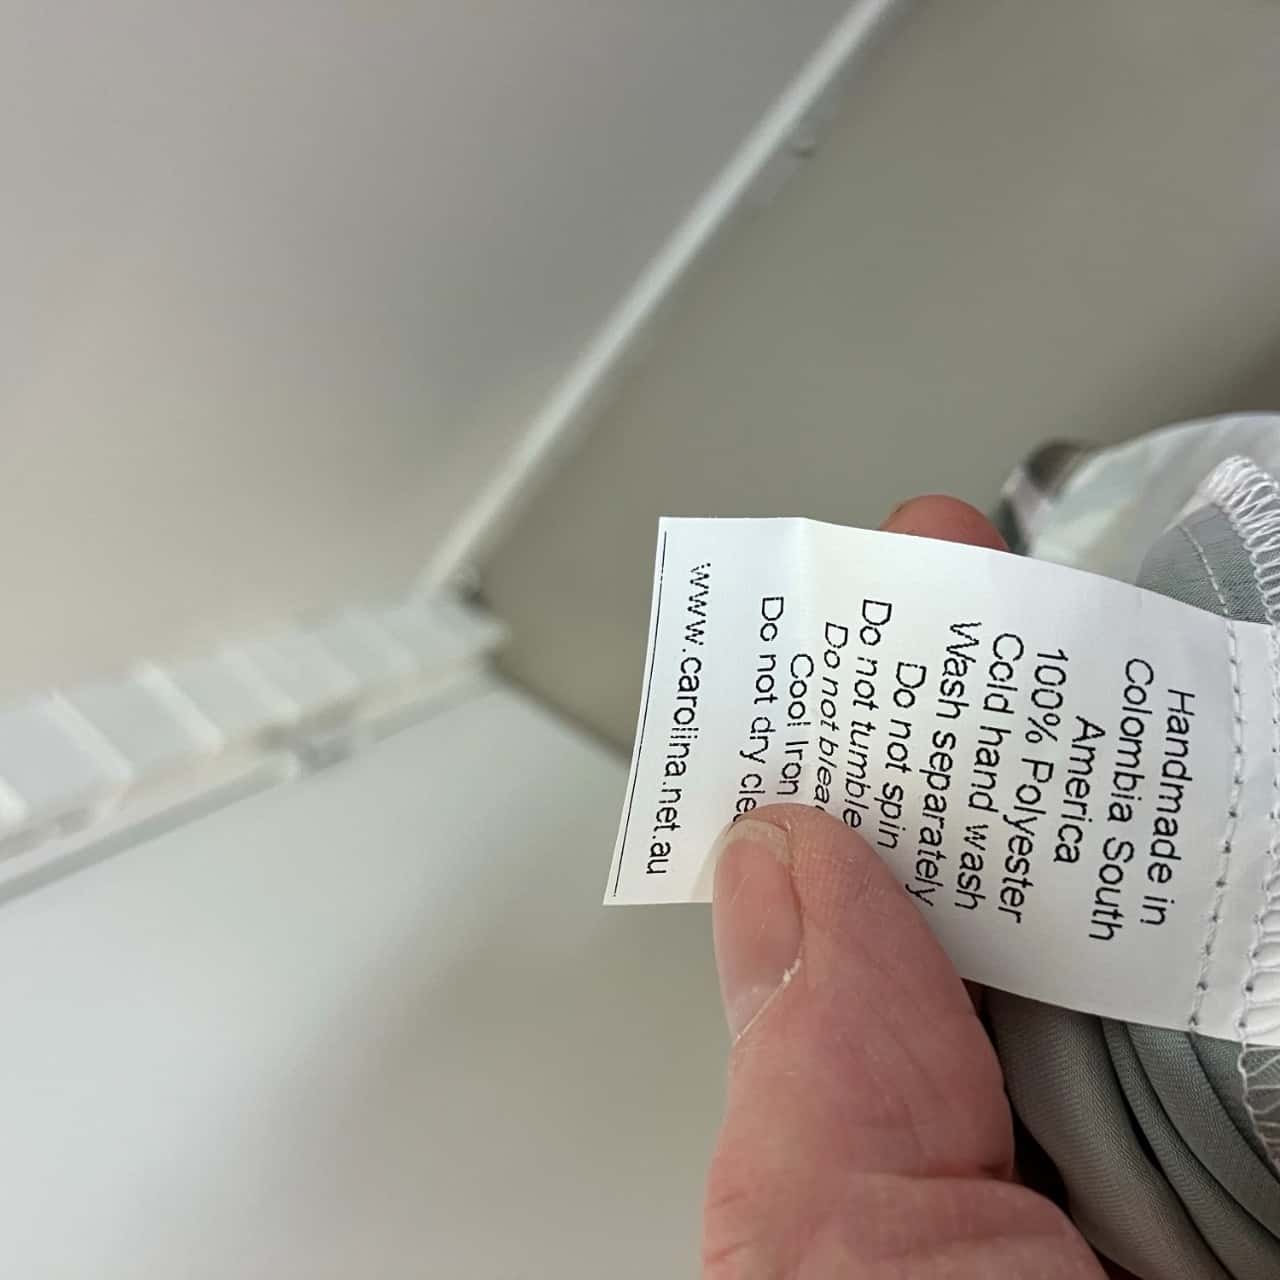 Handmade in
Colombia South
America
100% Polyester
Cold hand wash
Wash separately
Do not spin
Do not tumble
Do not blea
Cool Iron
Do not dry cle
www.carolina.net.au